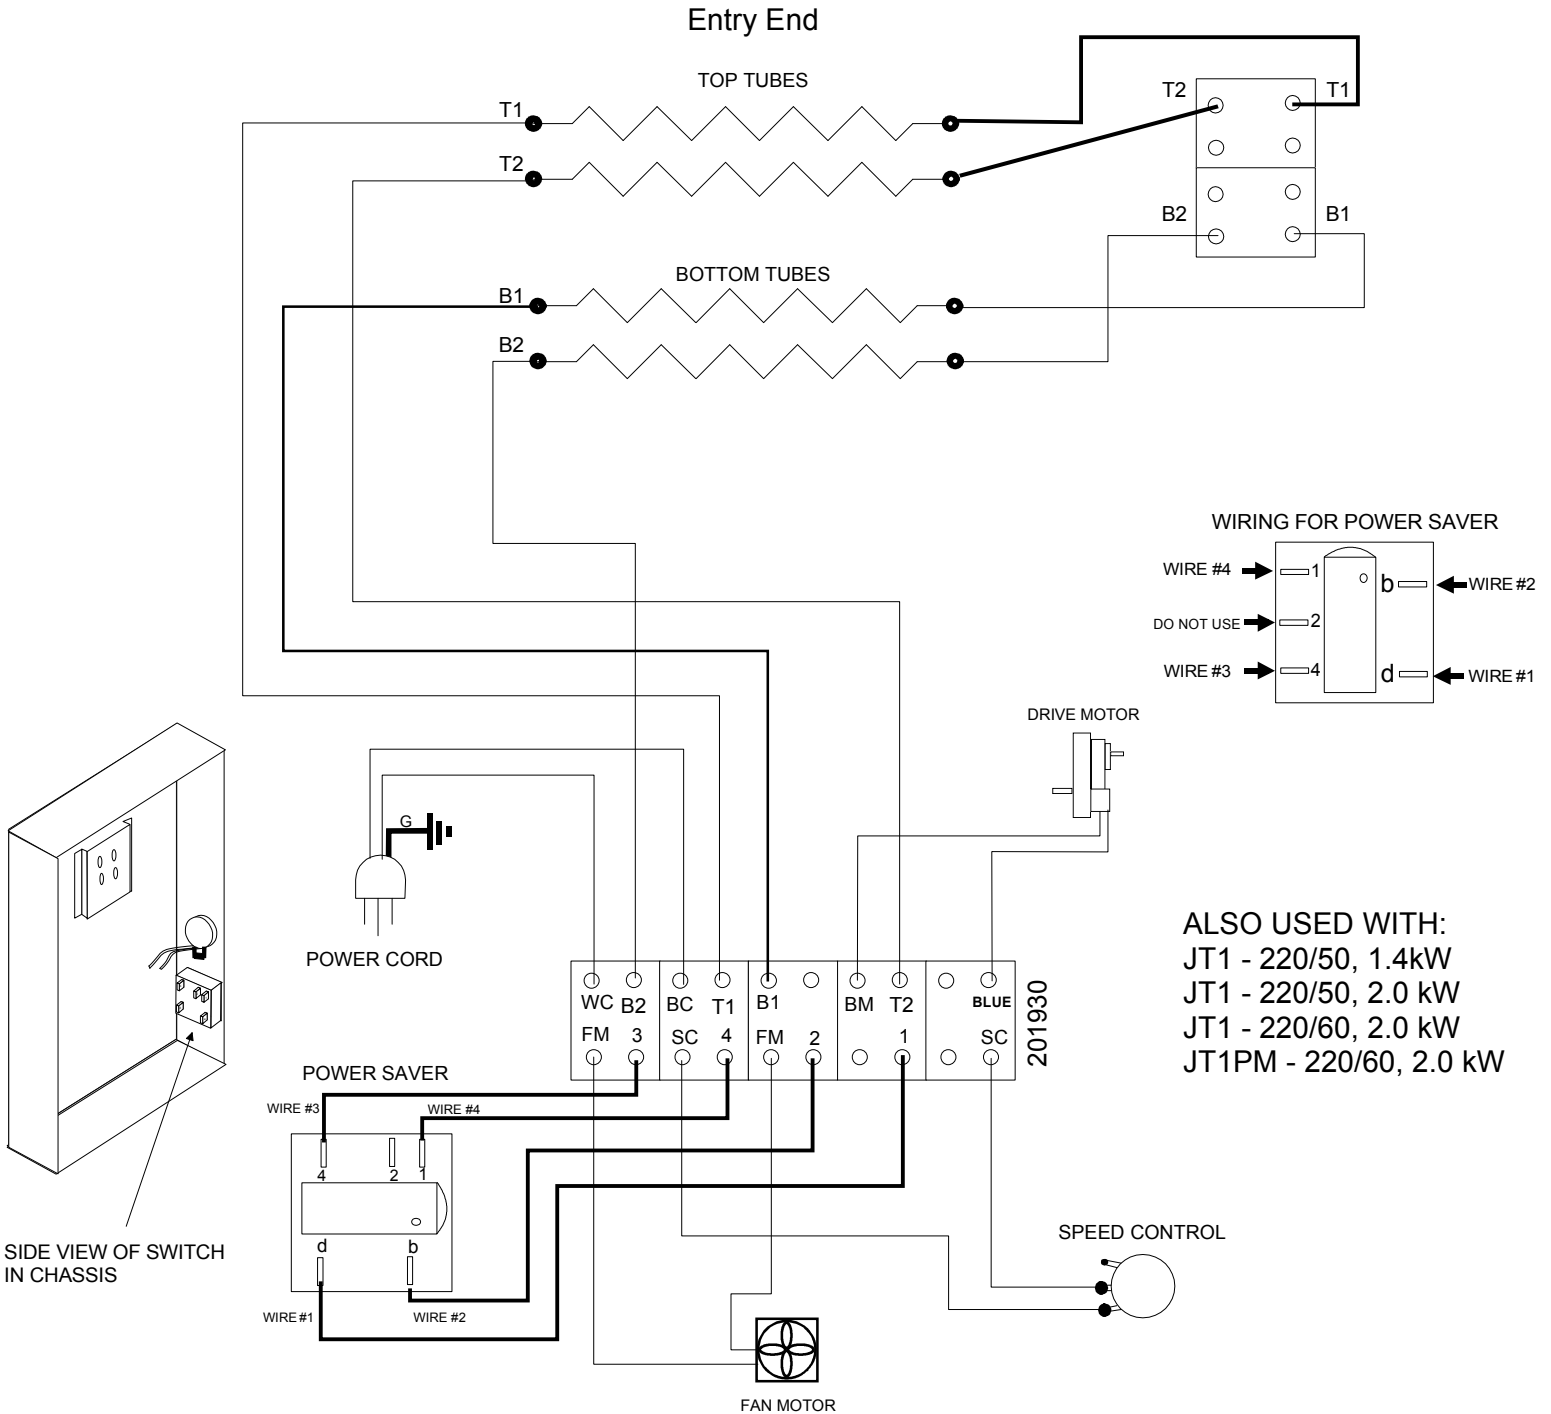 Entry End
TOP TUBES
T1
T2
T2
T1
B2
B1
BOTTOM TUBES
B1
B2
WIRING FOR POWER SAVER
WIRE #4
1
b
WIRE #2
DO NOT USE
2
WIRE #3
4
d
WIRE #1
DRIVE MOTOR
G
POWER CORD
ALSO USED WITH:
JT1 - 220/50, 1.4kW
JT1 - 220/50, 2.0 kW
JT1 - 220/60, 2.0 kW
JT1PM - 220/60, 2.0 kW
WC B2 BC T1 B1 BM T2 BLUE
FM 3 SC 4 FM 2 1 SC
201930
POWER SAVER
WIRE #3
WIRE #4
4 2 1
d b
WIRE #1
WIRE #2
SIDE VIEW OF SWITCH
IN CHASSIS
SPEED CONTROL
FAN MOTOR